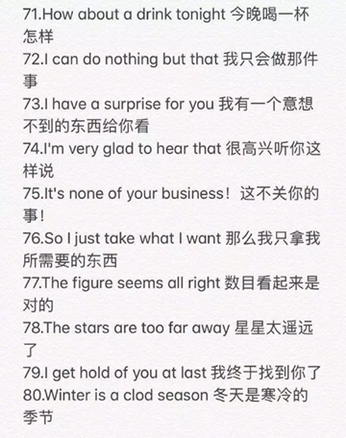 71.How about a drink tonight 今晚喝一杯
怎样
72.I can do nothing but that 我只会做那件
事
73.I have a surprise for you 我有一个意想
不到的东西给你看
74.I'm very glad to hear that 很高兴听你这
样说
75.It's none of your business！这不关你的
事!
76.So I just take what I want 那么我只拿我
所需要的东西
77.The figure seems all right 数目看起来是
对的
78.The stars are too far away 星星太遥远
了
79.I get hold of you at last 我终于找到你了
80.Winter is a clod season 冬天是寒冷的
季节